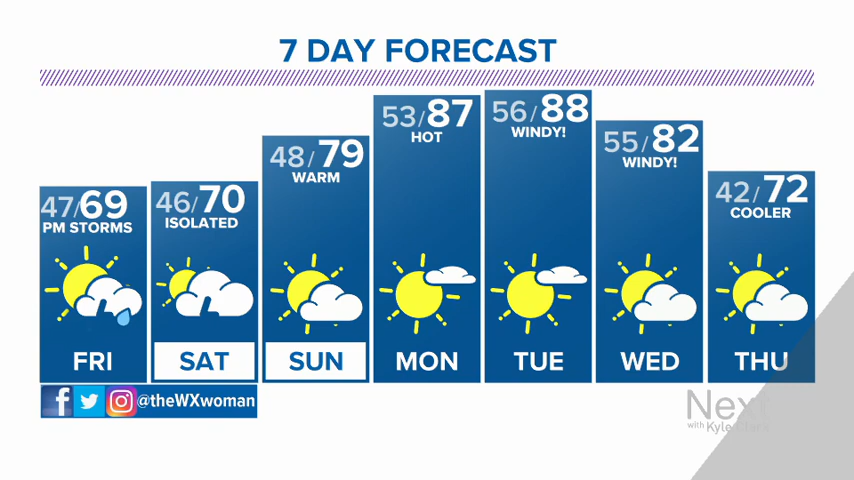 7 DAY FORECAST
47/69
PM STORMS
FRI
46/70
ISOLATED
SAT
48/79
WARM
SUN
53/87
HOT
MON
56/88
WINDY!
TUE
55/82
WINDY!
WED
42/72
COOLER
THU
f @theWXwoman
Next
with Kyle